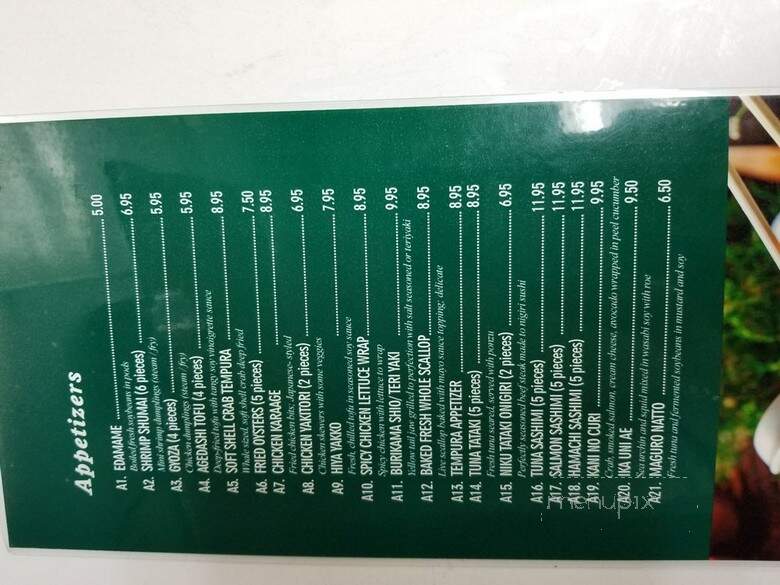 Appetizers
A1. EDAMAME 5.00
Boiled fresh soybeans in pods
A2. SHRIMP SHUMAI (6 pieces) 6.95
Mini shrimp dumplings (steam / fry)
A3. GYOZA (4 pieces) 5.95
Chicken dumplings (steam / fry)
A4. AGEDASHI TOFU (4 pieces) 5.95
Deep-fried tofu with tangy soy vinaigrette sauce
A5. SOFT SHELL CRAB TEMPURA 8.95
Whole-sized, soft shell crab deep fried
A6. FRIED OYSTERS (5 pieces) 7.50
A7. CHICKEN KARAAGE 8.95
Fried chicken bits; Japanese-styled
A8. CHICKEN YAKITORI (2 pieces) 6.95
Chicken skewers with some veggies
A9. HIYA YAKKO 7.95
Fresh, chilled tofu in seasoned soy sauce
A10. SPICY CHICKEN LETTUCE WRAP 8.95
Spicy chicken with lettuce to wrap
A11. BURIKAMA SHIO/ TERI YAKI 9.95
Yellow tail jaw grilled to perfection with salt seasoned or teriyaki
A12. BAKED FRESH WHOLE SCALLOP 8.95
Live scallop baked with mayo sauce topping; delicate
A13. TEMPURA APPETIZER 8.95
A14. TUNA TATAKI (5 pieces) 8.95
Fresh tuna seared, served with ponzu
A15. NIKU TATAKI ONIGIRI (2 pieces) 6.95
Perfectly seasoned beef steak made to nigiri sushi
A16. TUNA SASHIMI (5 pieces) 11.95
A17. SALMON SASHIMI (5 pieces) 11.95
A18. HAMACHI SASHIMI (5 pieces) 11.95
A19. KANI NO CURI 9.95
Crab, smoked salmon, cream cheese, avocado wrapped in peel cucumber
A20. IKA UNI AE 9.50
Sea urchin and squid mixed in wasabi soy with roe
A21. MAGURO NATTO 6.50
Fresh tuna and fermented soybeans in mustard and soy
menupix